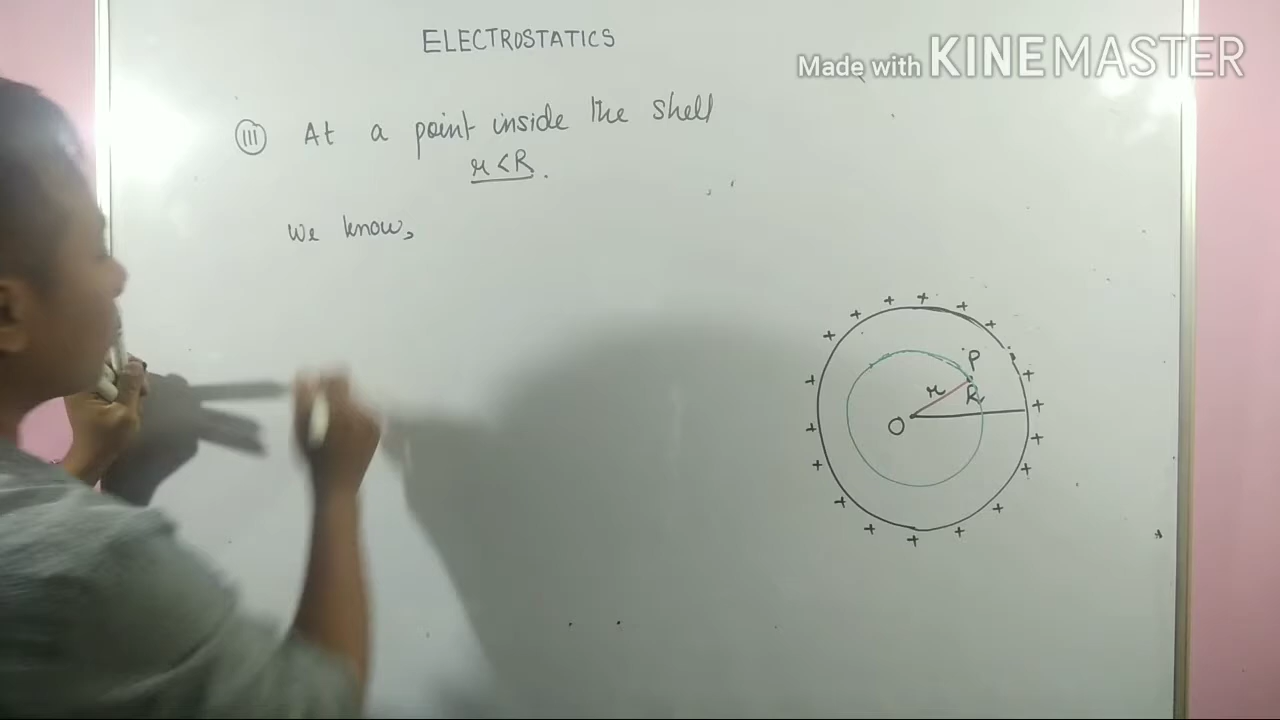 ELECTROSTATICS
Made with KINEMASTER
III At a point inside the shell
r < R.
We know,
P
r
R
O